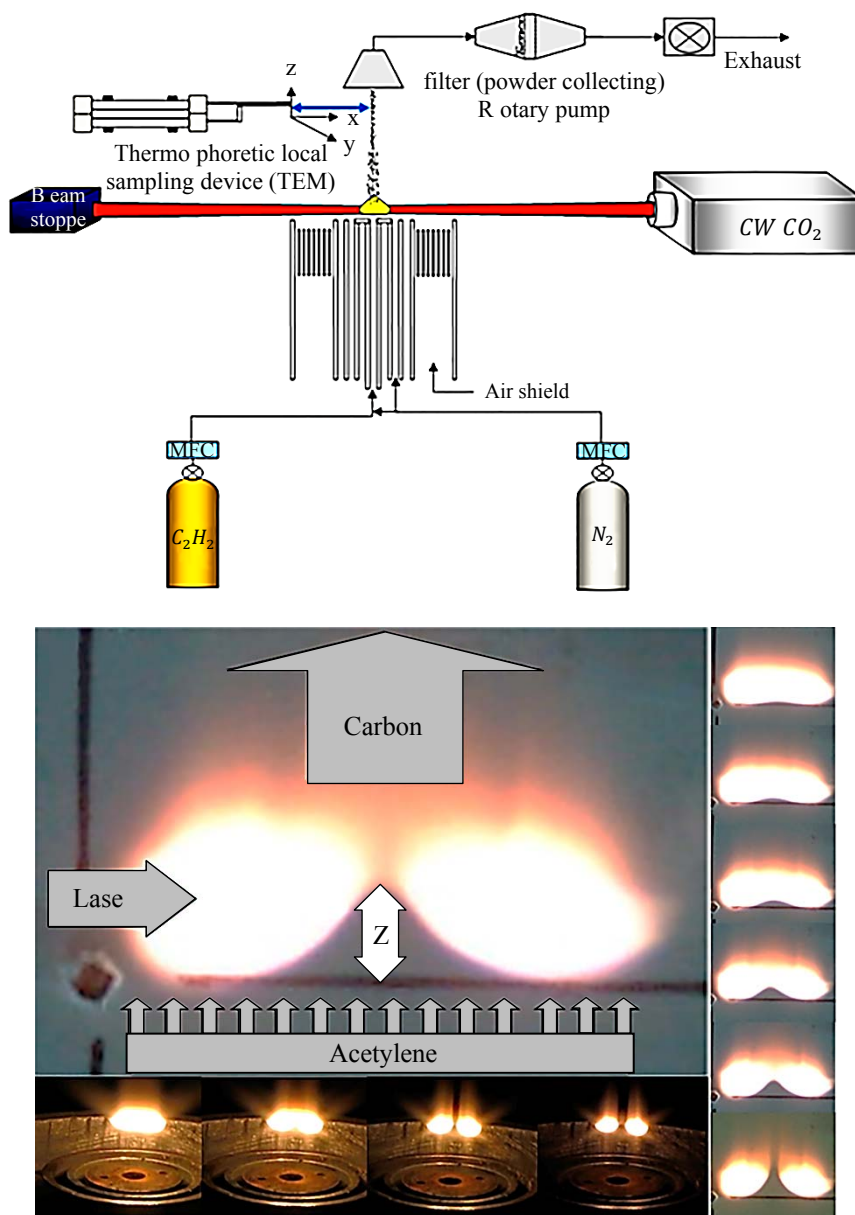 Exhaust
filter (powder collecting)
R otary pump
z
x
y
Thermo phoretic local
sampling device (TEM)
B eam
stoppe
CW CO₂
Air shield
MFC
MFC
C₂H₂
N₂
Carbon
Lase
Z
Acetylene